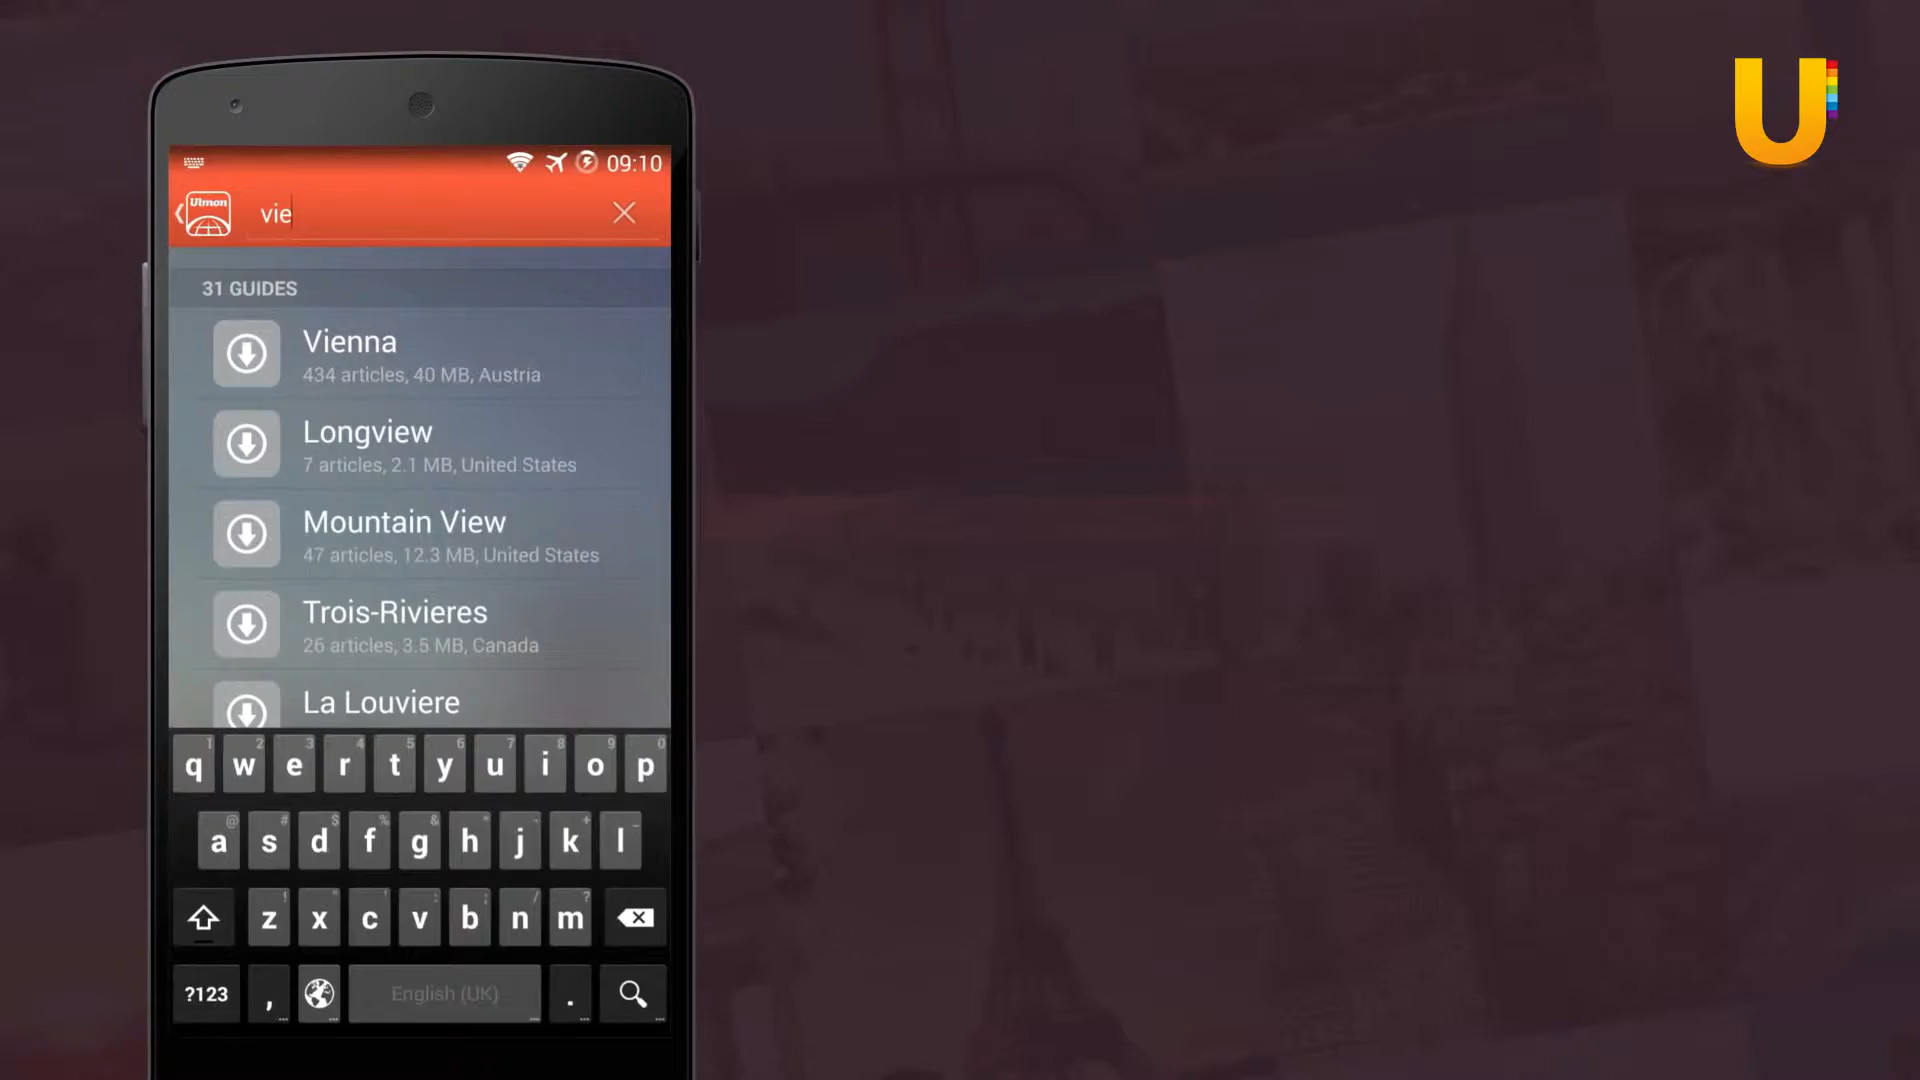 U
09:10
Ulmon
vie
31 GUIDES
Vienna
434 articles, 40 MB, Austria
Longview
7 articles, 2.1 MB, United States
Mountain View
47 articles, 12.3 MB, United States
Trois-Rivieres
26 articles, 3.5 MB, Canada
La Louviere
1 2 3 4 5 6 7 8 9 0
q w e r t y u i o p
@ # $ % & * - + _
a s d f g h j k l
z x c v b n m
?123 , English (UK) .